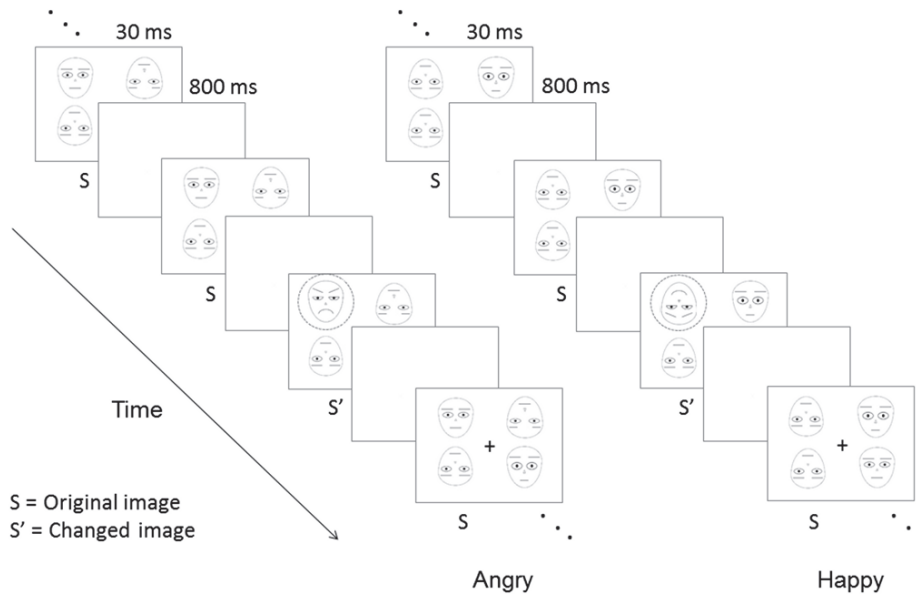 30 ms
800 ms
S
S
S’
S
Angry
30 ms
800 ms
S
S
S’
S
Happy
Time
S = Original image
S’ = Changed image